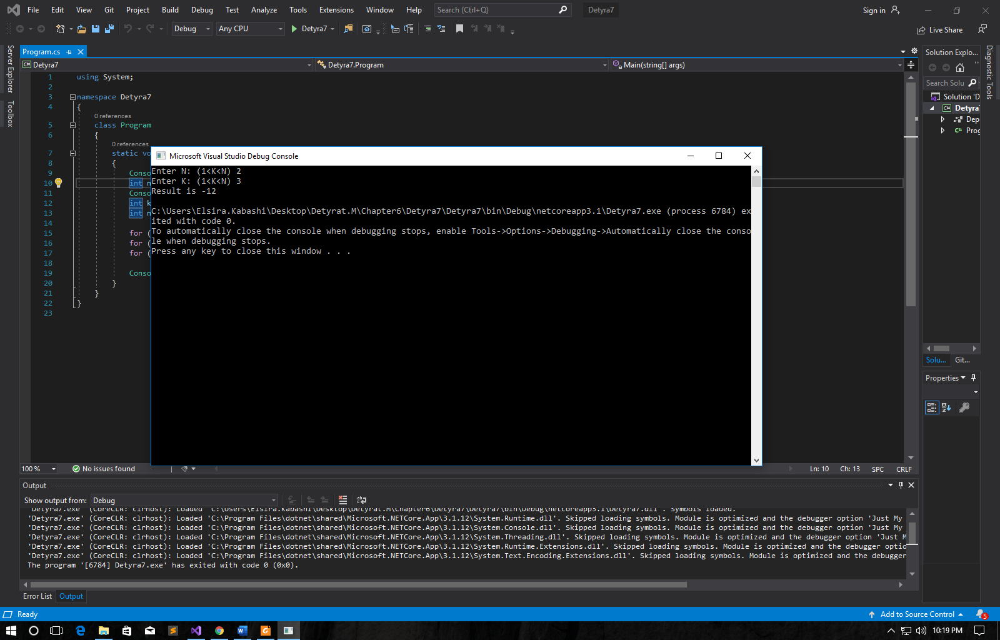 File Edit View Git Project Build Debug Test Analyze Tools Extensions Window Help Search (Ctrl+Q) Detyra7 Sign in
Debug Any CPU Detyra7 Live Share
Server Explorer
Toolbox
Program.cs
Detyra7 Detyra7.Program Main(string[] args)
1 using System;
2
3 namespace Detyra7
4 {
0 references
5 class Program
6 {
0 references
7 static vo
8 {
9 Conso
10 int n
11 Conso
12 int k
13 int n
14
15 for (
16 for (
17 for (
18
19 Conso
20 }
21 }
22 }
23
Microsoft Visual Studio Debug Console
Enter N: (1<K<N) 2
Enter K: (1<K<N) 3
Result is -12
C:\Users\Elsira.Kabashi\Desktop\Detyrat.M\Chapter6\Detyra7\Detyra7\bin\Debug\netcoreapp3.1\Detyra7.exe (process 6784) ex
ited with code 0.
To automatically close the console when debugging stops, enable Tools->Options->Debugging->Automatically close the conso
le when debugging stops.
Press any key to close this window . . .
100 % No issues found Ln: 10 Ch: 13 SPC CRLF
Solution Explo...
Search Solu
Solution 'D
Detyra
Dep
Prog
Solu... Git...
Properties
Diagnostic Tools
Output
Show output from: Debug
'Detyra7.exe' (CoreCLR: clrhost): Loaded 'C:\Users\Elsira.Kabashi\Desktop\Detyrat.M\Chapter6\Detyra7\Detyra7\bin\Debug\netcoreapp3.1\Detyra7.dll'. Symbols loaded.
'Detyra7.exe' (CoreCLR: clrhost): Loaded 'C:\Program Files\dotnet\shared\Microsoft.NETCore.App\3.1.12\System.Runtime.dll'. Skipped loading symbols. Module is optimized and the debugger option 'Just My
'Detyra7.exe' (CoreCLR: clrhost): Loaded 'C:\Program Files\dotnet\shared\Microsoft.NETCore.App\3.1.12\System.Console.dll'. Skipped loading symbols. Module is optimized and the debugger option 'Just My
'Detyra7.exe' (CoreCLR: clrhost): Loaded 'C:\Program Files\dotnet\shared\Microsoft.NETCore.App\3.1.12\System.Threading.dll'. Skipped loading symbols. Module is optimized and the debugger option 'Just M
'Detyra7.exe' (CoreCLR: clrhost): Loaded 'C:\Program Files\dotnet\shared\Microsoft.NETCore.App\3.1.12\System.Runtime.Extensions.dll'. Skipped loading symbols. Module is optimized and the debugger optio
'Detyra7.exe' (CoreCLR: clrhost): Loaded 'C:\Program Files\dotnet\shared\Microsoft.NETCore.App\3.1.12\System.Text.Encoding.Extensions.dll'. Skipped loading symbols. Module is optimized and the debugger
The program '[6784] Detyra7.exe' has exited with code 0 (0x0).
Error List Output
Ready Add to Source Control 5
10:19 PM